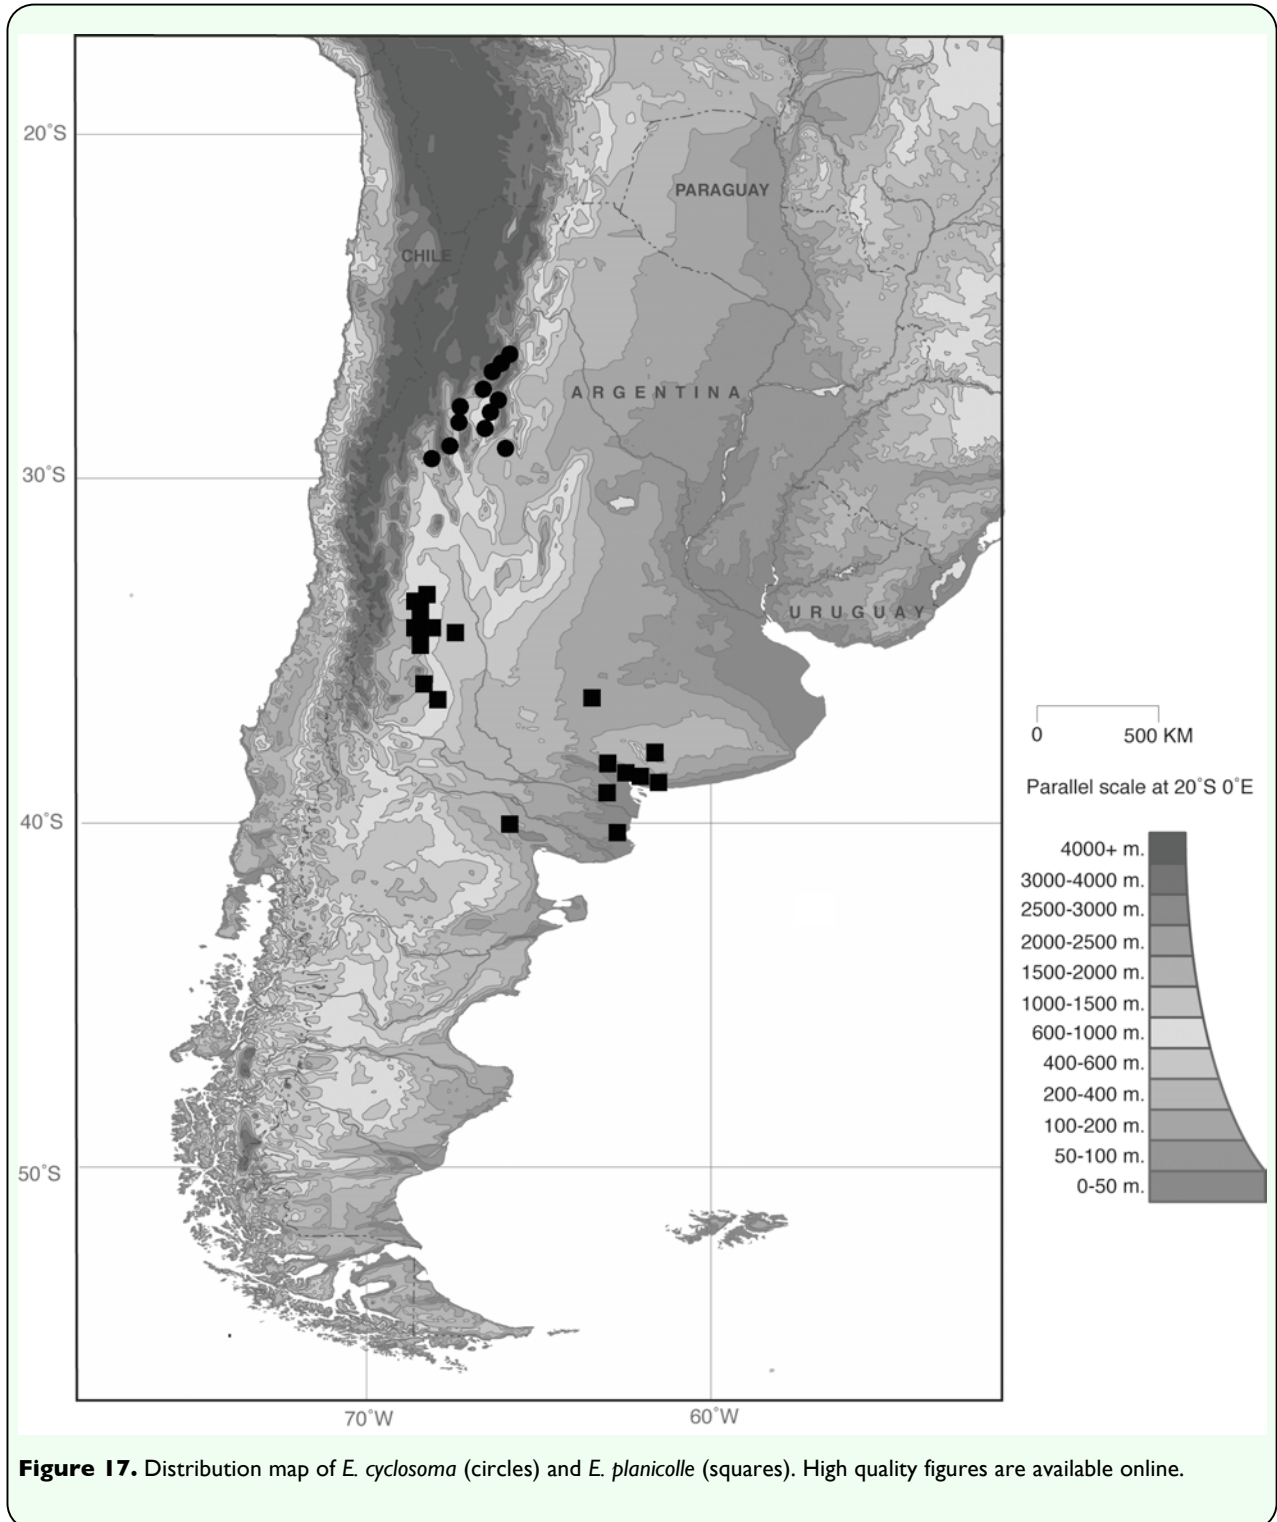 20°S
PARAGUAY
CHILE
ARGENTINA
30°S
URUGUAY
0 500 KM
Parallel scale at 20°S 0°E
40°S
4000+ m.
3000-4000 m.
2500-3000 m.
2000-2500 m.
1500-2000 m.
1000-1500 m.
600-1000 m.
400-600 m.
200-400 m.
100-200 m.
50-100 m.
0-50 m.
50°S
70°W 60°W
Figure 17. Distribution map of E. cyclosoma (circles) and E. planicolle (squares). High quality figures are available online.